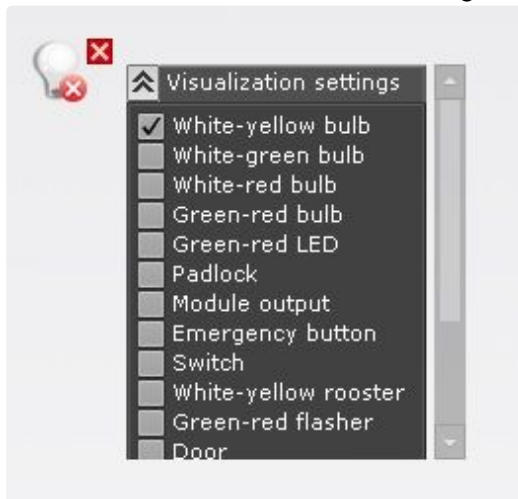 Visualization settings
White-yellow bulb
White-green bulb
White-red bulb
Green-red bulb
Green-red LED
Padlock
Module output
Emergency button
Switch
White-yellow rooster
Green-red flasher
Door